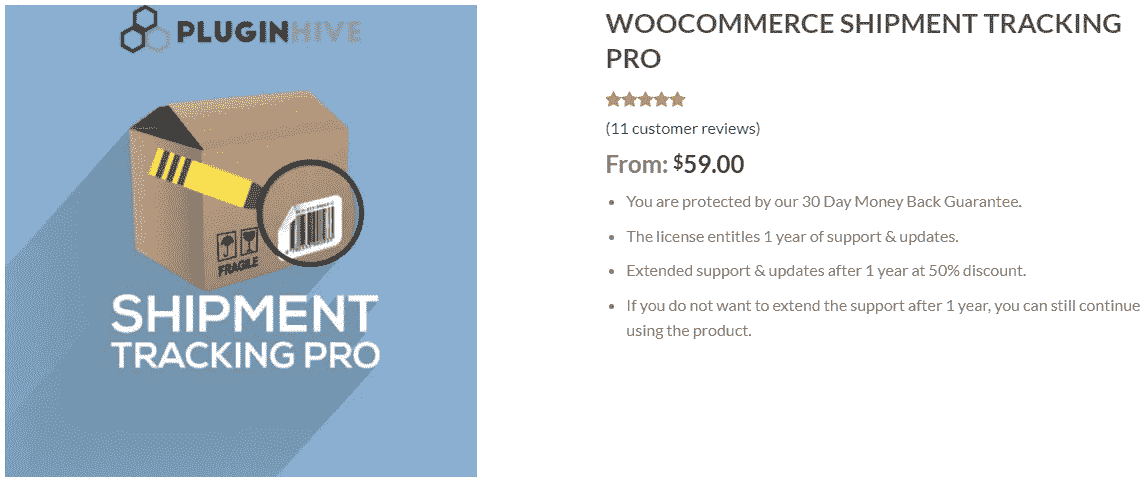 PLUGINHIVE
FRAGILE
SHIPMENT
TRACKING PRO
WOOCOMMERCE SHIPMENT TRACKING
PRO
(11 customer reviews)
From: $59.00
• You are protected by our 30 Day Money Back Guarantee.
• The license entitles 1 year of support & updates.
• Extended support & updates after 1 year at 50% discount.
• If you do not want to extend the support after 1 year, you can still continue
using the product.